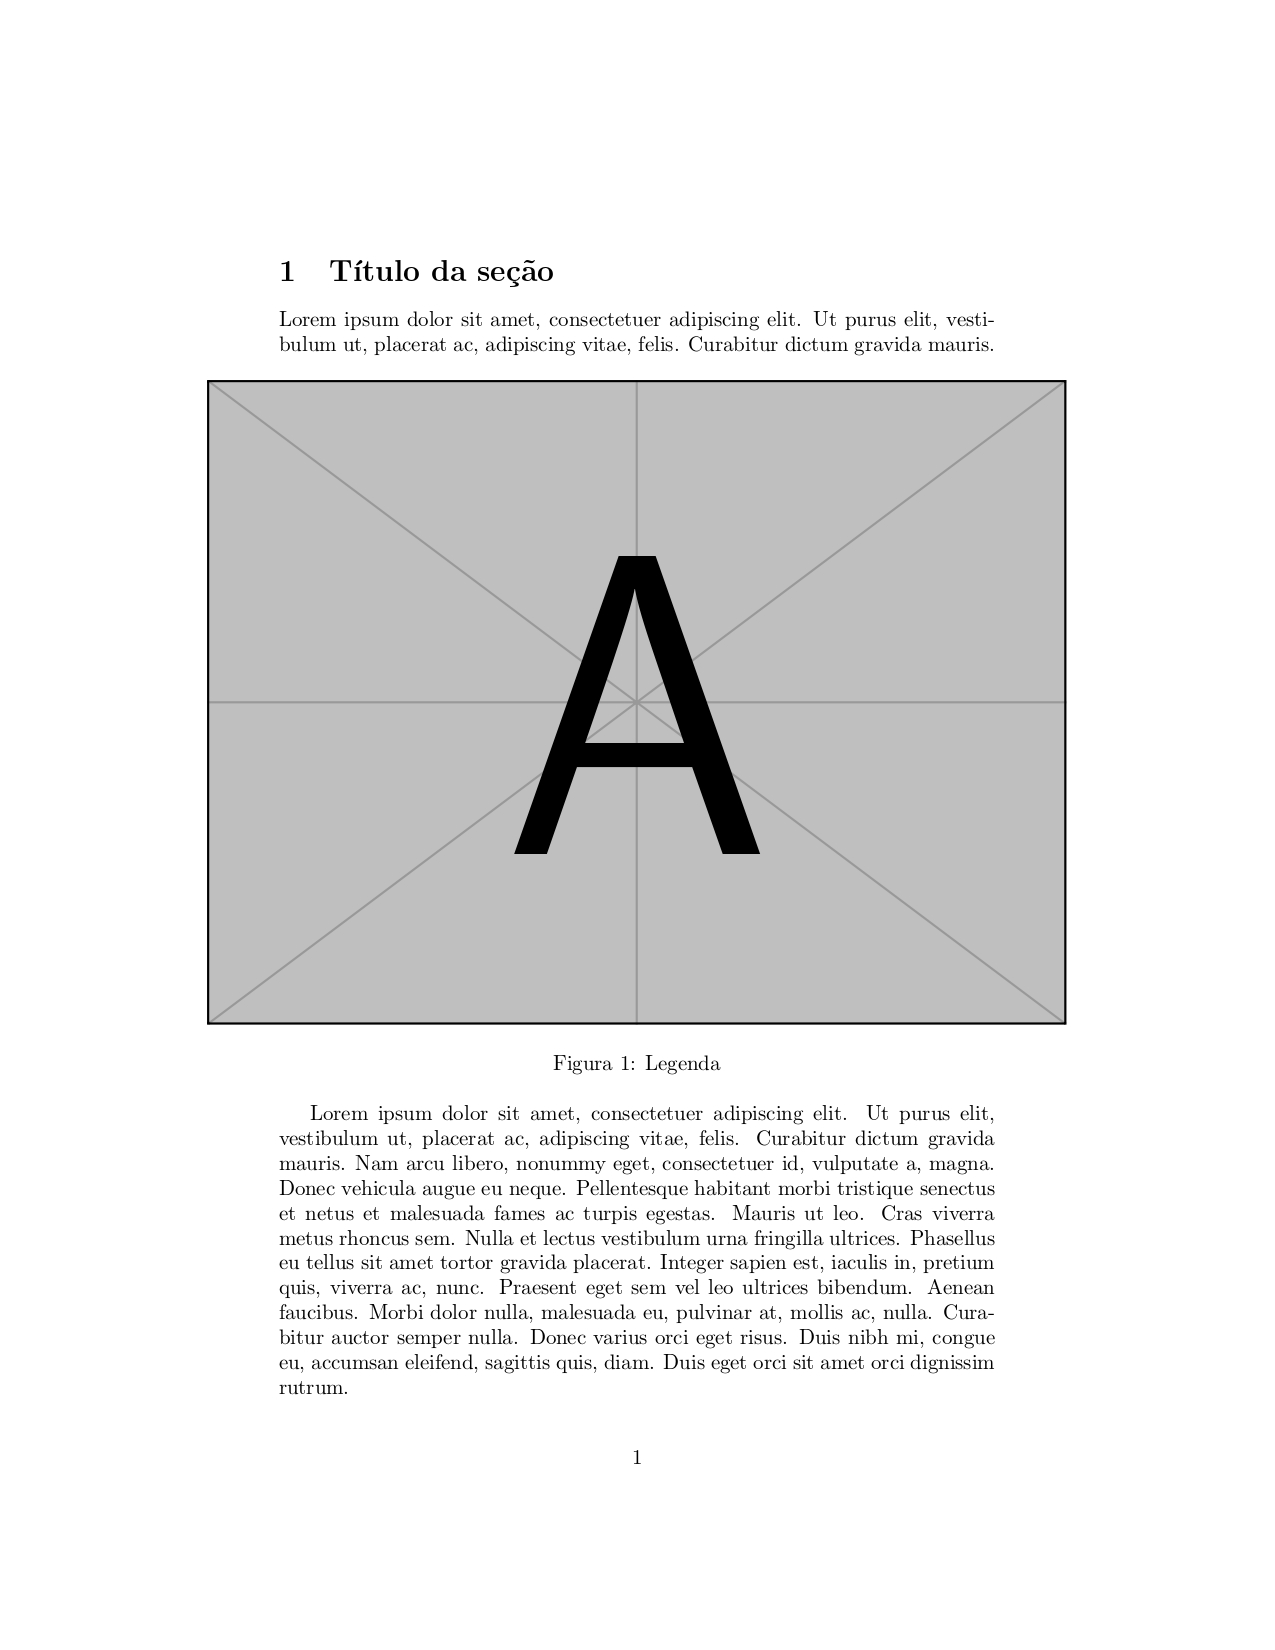 1 Título da seção
Lorem ipsum dolor sit amet, consectetuer adipiscing elit. Ut purus elit, vesti-
bulum ut, placerat ac, adipiscing vitae, felis. Curabitur dictum gravida mauris.
A
Figura 1: Legenda
Lorem ipsum dolor sit amet, consectetuer adipiscing elit. Ut purus elit,
vestibulum ut, placerat ac, adipiscing vitae, felis. Curabitur dictum gravida
mauris. Nam arcu libero, nonummy eget, consectetuer id, vulputate a, magna.
Donec vehicula augue eu neque. Pellentesque habitant morbi tristique senectus
et netus et malesuada fames ac turpis egestas. Mauris ut leo. Cras viverra
metus rhoncus sem. Nulla et lectus vestibulum urna fringilla ultrices. Phasellus
eu tellus sit amet tortor gravida placerat. Integer sapien est, iaculis in, pretium
quis, viverra ac, nunc. Praesent eget sem vel leo ultrices bibendum. Aenean
faucibus. Morbi dolor nulla, malesuada eu, pulvinar at, mollis ac, nulla. Cura-
bitur auctor semper nulla. Donec varius orci eget risus. Duis nibh mi, congue
eu, accumsan eleifend, sagittis quis, diam. Duis eget orci sit amet orci dignissim
rutrum.
1